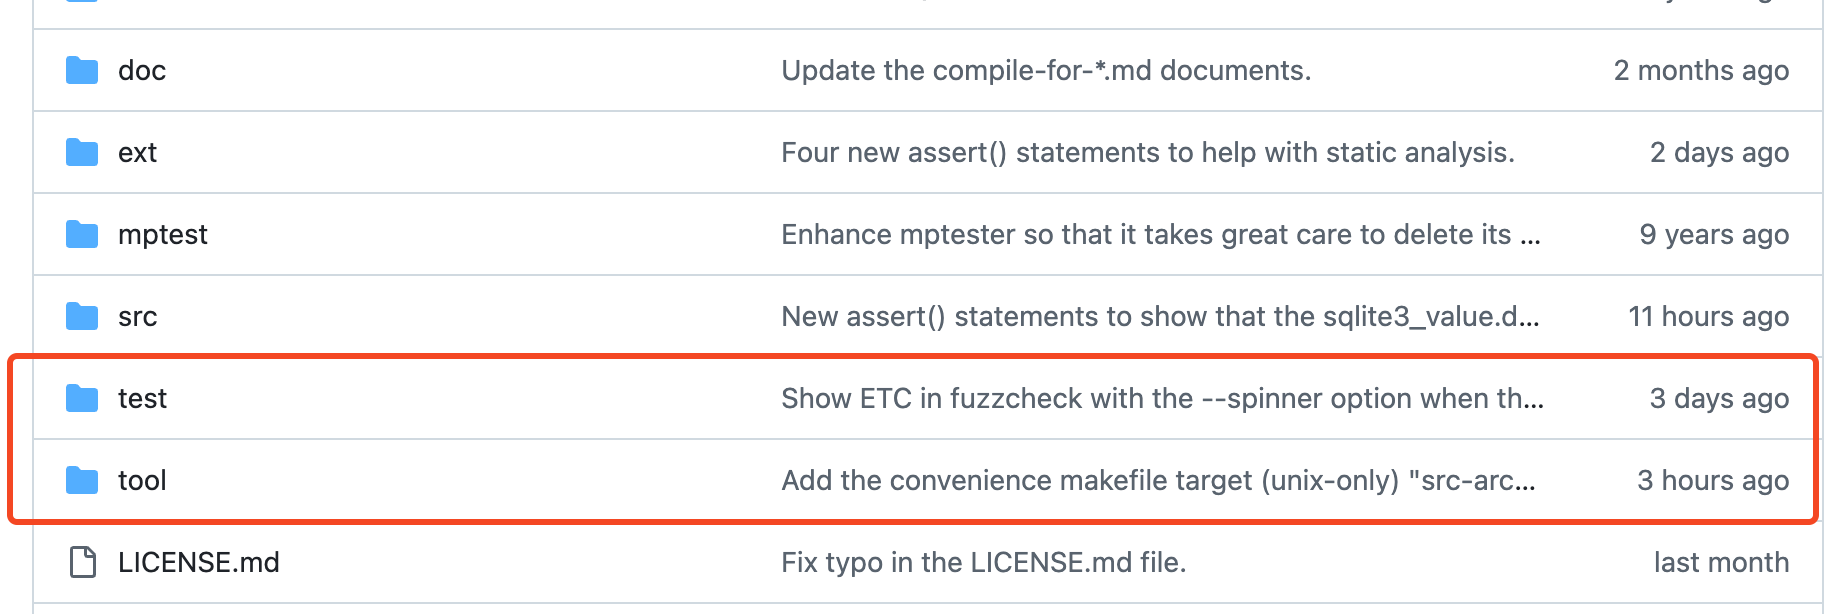 doc Update the compile-for-*.md documents. 2 months ago
ext Four new assert() statements to help with static analysis. 2 days ago
mptest Enhance mptester so that it takes great care to delete its ... 9 years ago
src New assert() statements to show that the sqlite3_value.d... 11 hours ago
test Show ETC in fuzzcheck with the --spinner option when th... 3 days ago
tool Add the convenience makefile target (unix-only) "src-arc... 3 hours ago
LICENSE.md Fix typo in the LICENSE.md file. last month